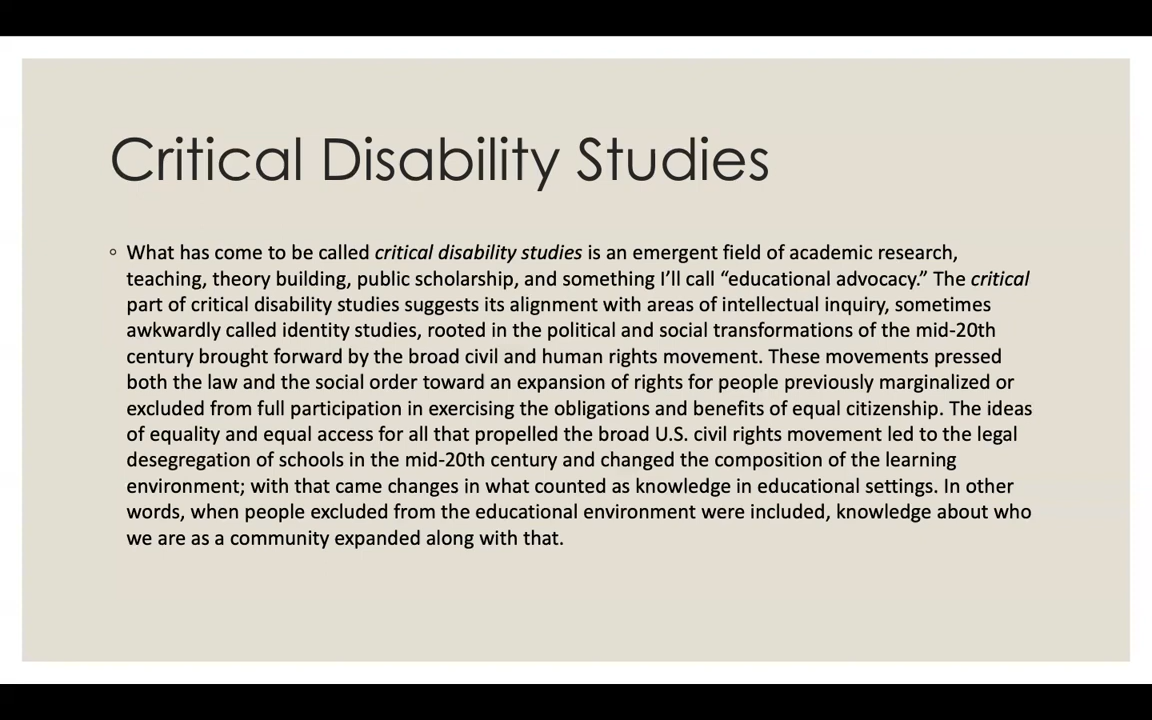 Critical Disability Studies
◦ What has come to be called critical disability studies is an emergent field of academic research,
teaching, theory building, public scholarship, and something I’ll call “educational advocacy.” The critical
part of critical disability studies suggests its alignment with areas of intellectual inquiry, sometimes
awkwardly called identity studies, rooted in the political and social transformations of the mid-20th
century brought forward by the broad civil and human rights movement. These movements pressed
both the law and the social order toward an expansion of rights for people previously marginalized or
excluded from full participation in exercising the obligations and benefits of equal citizenship. The ideas
of equality and equal access for all that propelled the broad U.S. civil rights movement led to the legal
desegregation of schools in the mid-20th century and changed the composition of the learning
environment; with that came changes in what counted as knowledge in educational settings. In other
words, when people excluded from the educational environment were included, knowledge about who
we are as a community expanded along with that.